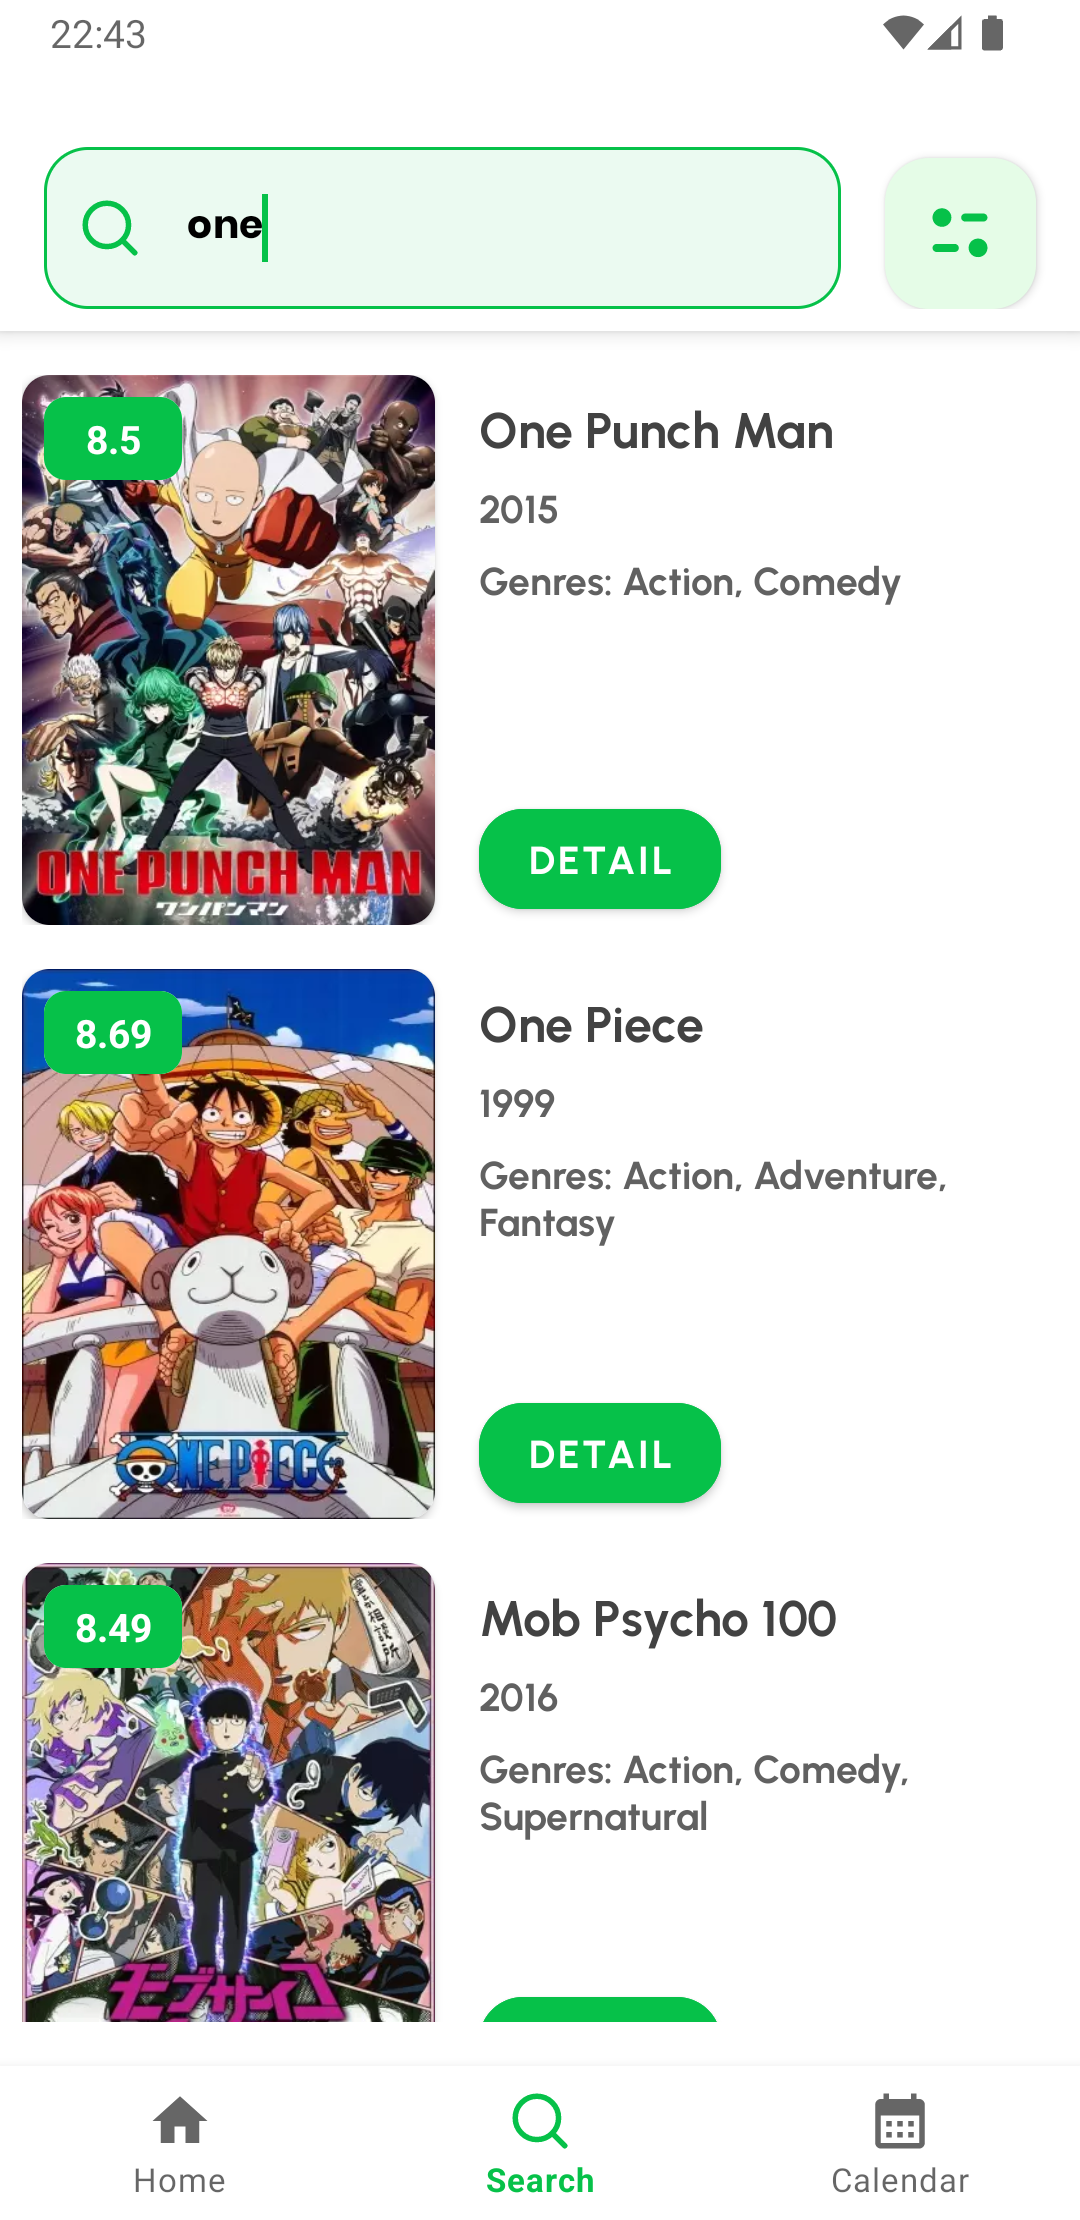 22:43
one
8.5
One Punch Man
2015
Genres: Action, Comedy
DETAIL
ONE PUNCH MAN
ワンパンマン
8.69
One Piece
1999
Genres: Action, Adventure,
Fantasy
DETAIL
ONE PIECE
8.49
Mob Psycho 100
2016
Genres: Action, Comedy,
Supernatural
モブサイコ
Home
Search
Calendar